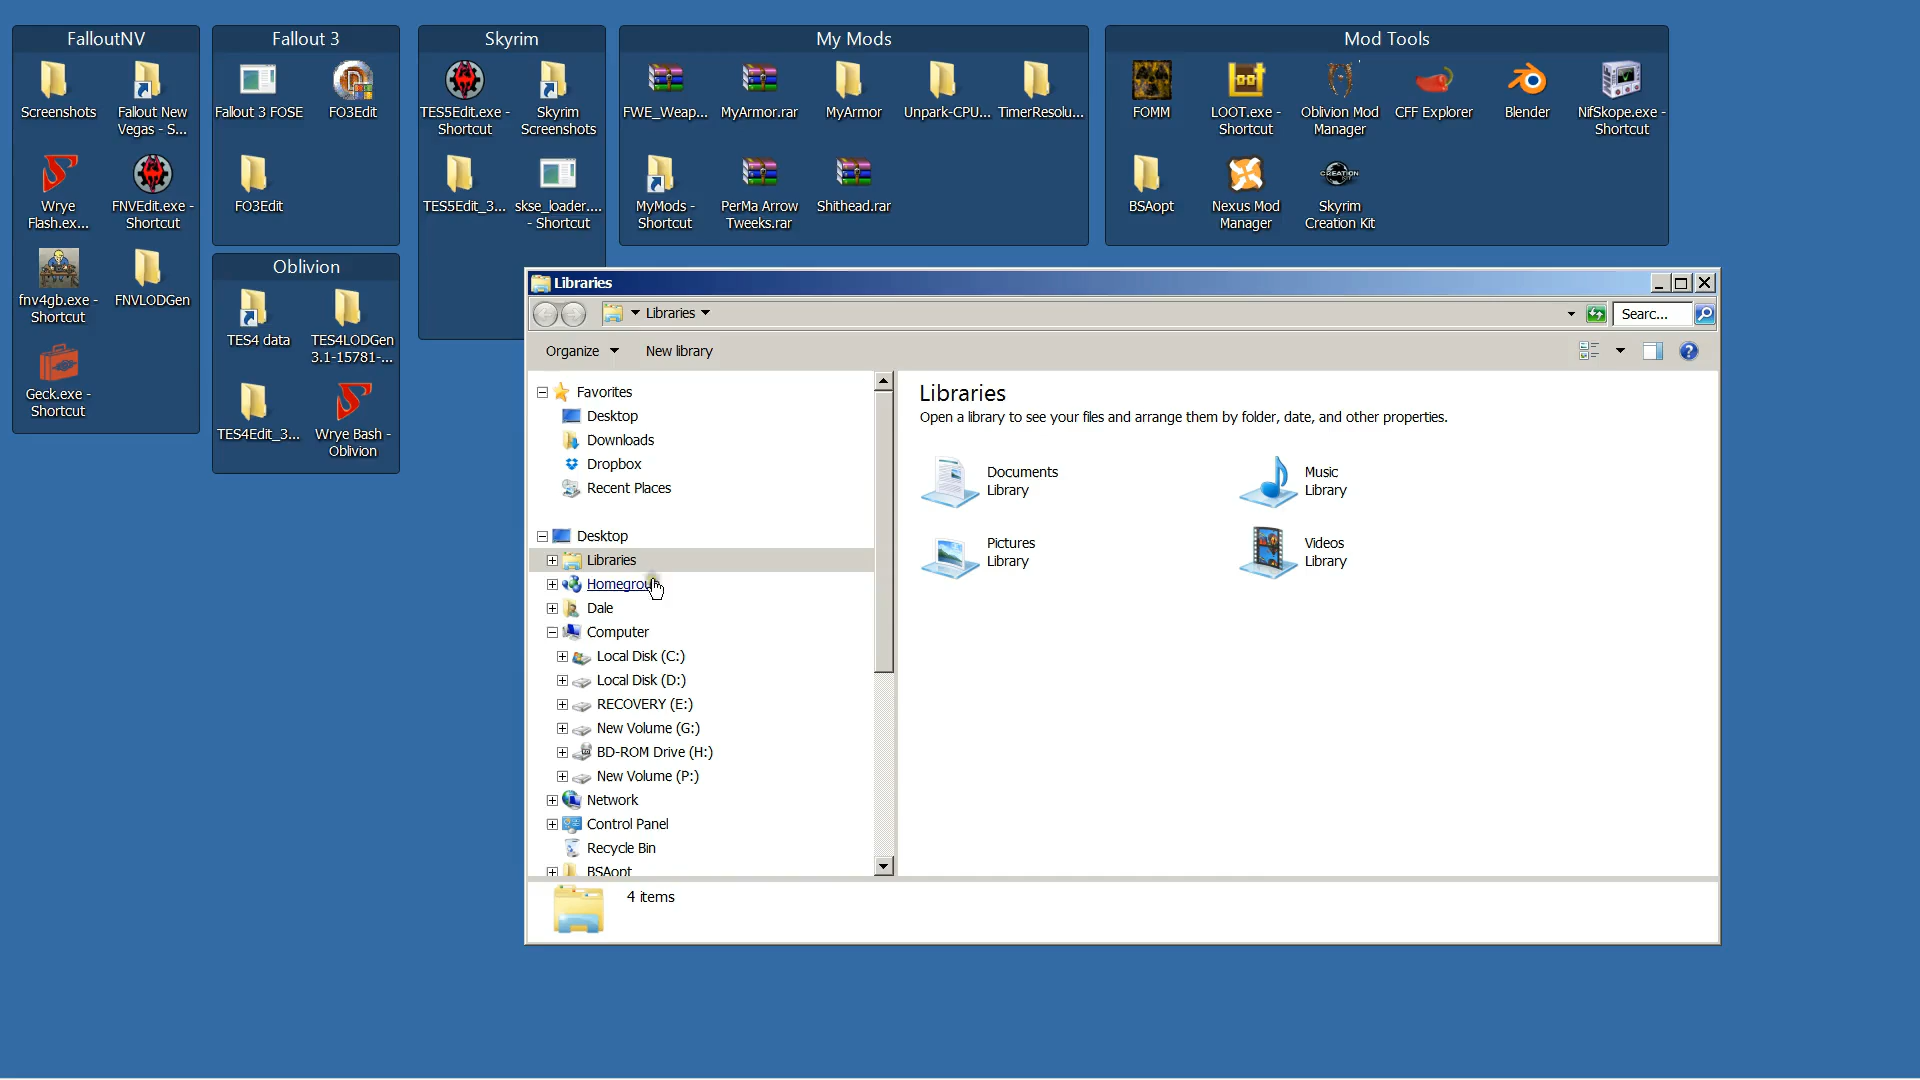 FalloutNV
Screenshots
Fallout New
Vegas - S...
Wrye
Flash.ex...
FNVEdit.exe -
Shortcut
fnv4gb.exe -
Shortcut
FNVLODGen
Geck.exe -
Shortcut
Fallout 3
Fallout 3 FOSE
FO3Edit
FO3Edit
Oblivion
TES4 data
TES4LODGen
3.1-15781-...
TES4Edit_3...
Wrye Bash -
Oblivion
Skyrim
TES5Edit.exe -
Shortcut
Skyrim
Screenshots
TES5Edit_3...
skse_loader....
- Shortcut
My Mods
FWE_Weap...
MyArmor.rar
MyArmor
Unpark-CPU...
TimerResolu...
MyMods -
Shortcut
PerMa Arrow
Tweeks.rar
Shithead.rar
Mod Tools
FOMM
LOOT.exe -
Shortcut
Oblivion Mod
Manager
CFF Explorer
Blender
NifSkope.exe -
Shortcut
BSAopt
Nexus Mod
Manager
CREATION
Skyrim
Creation Kit
Libraries
Libraries
Searc...
Organize
New library
Favorites
Desktop
Downloads
Dropbox
Recent Places
Desktop
Libraries
Homegrou
Dale
Computer
Local Disk (C:)
Local Disk (D:)
RECOVERY (E:)
New Volume (G:)
BD-ROM Drive (H:)
New Volume (P:)
Network
Control Panel
Recycle Bin
BSAopt
Libraries
Open a library to see your files and arrange them by folder, date, and other properties.
Documents
Library
Music
Library
Pictures
Library
Videos
Library
4 items